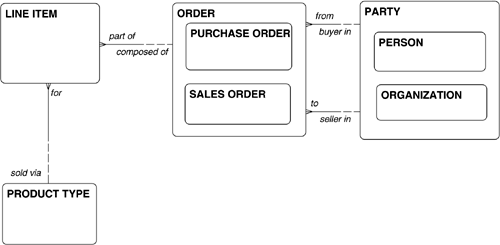 LINE ITEM
part of
composed of
for
sold via
PRODUCT TYPE
ORDER
PURCHASE ORDER
SALES ORDER
from
buyer in
to
seller in
PARTY
PERSON
ORGANIZATION